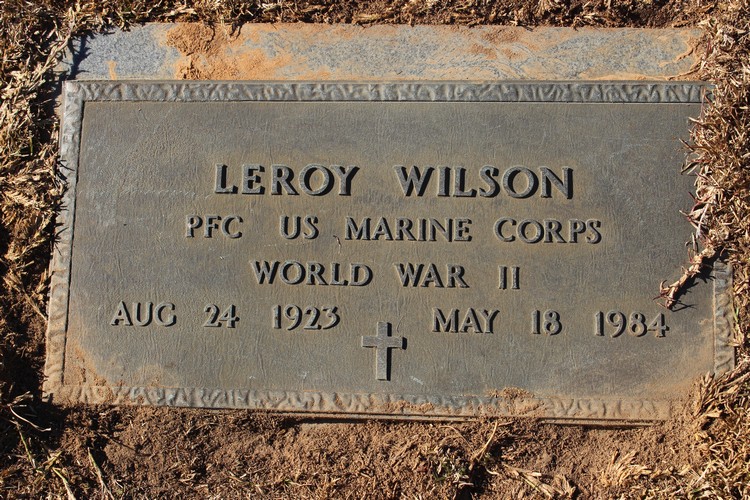 LEROY WILSON
PFC US MARINE CORPS
WORLD WAR II
AUG 24 1923 MAY 18 1984